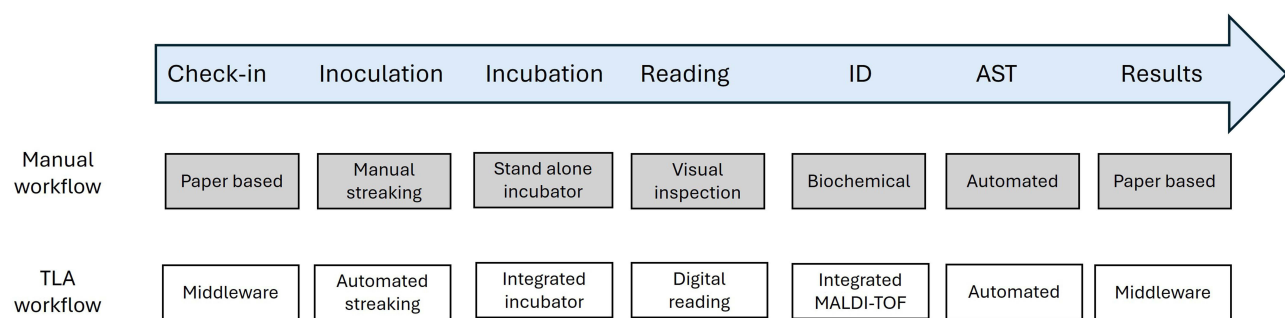 Check-in Inoculation Incubation Reading ID AST Results
Manual
workflow
Paper based
Manual
streaking
Stand alone
incubator
Visual
inspection
Biochemical
Automated
Paper based
TLA
workflow
Middleware
Automated
streaking
Integrated
incubator
Digital
reading
Integrated
MALDI-TOF
Automated
Middleware